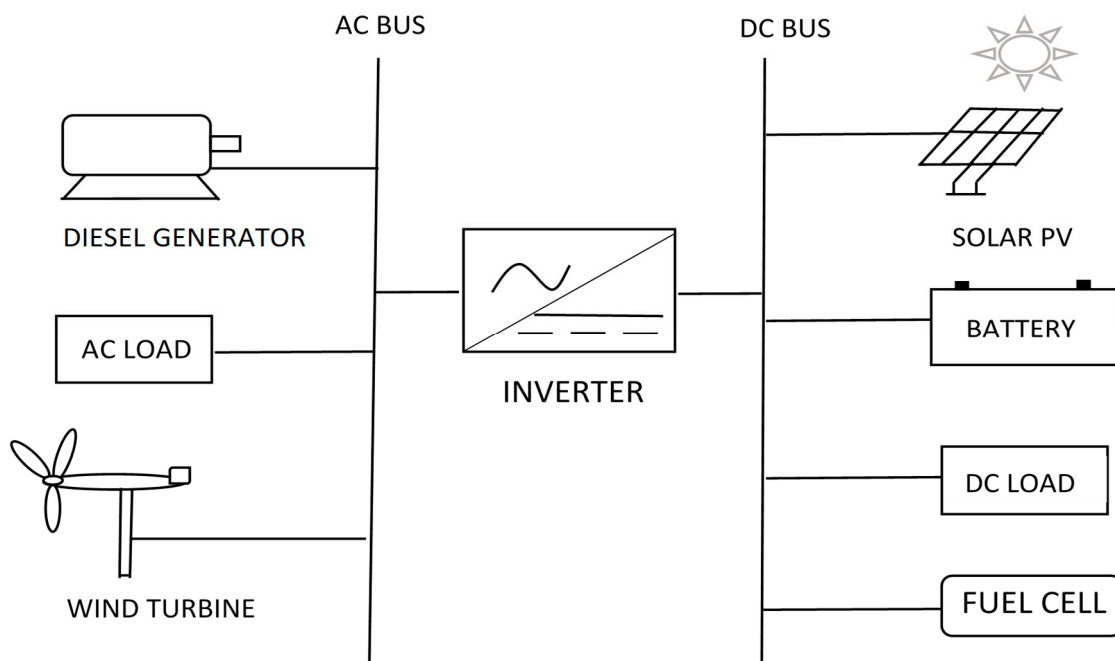 AC BUS
DC BUS
DIESEL GENERATOR
SOLAR PV
AC LOAD
BATTERY
INVERTER
DC LOAD
WIND TURBINE
FUEL CELL